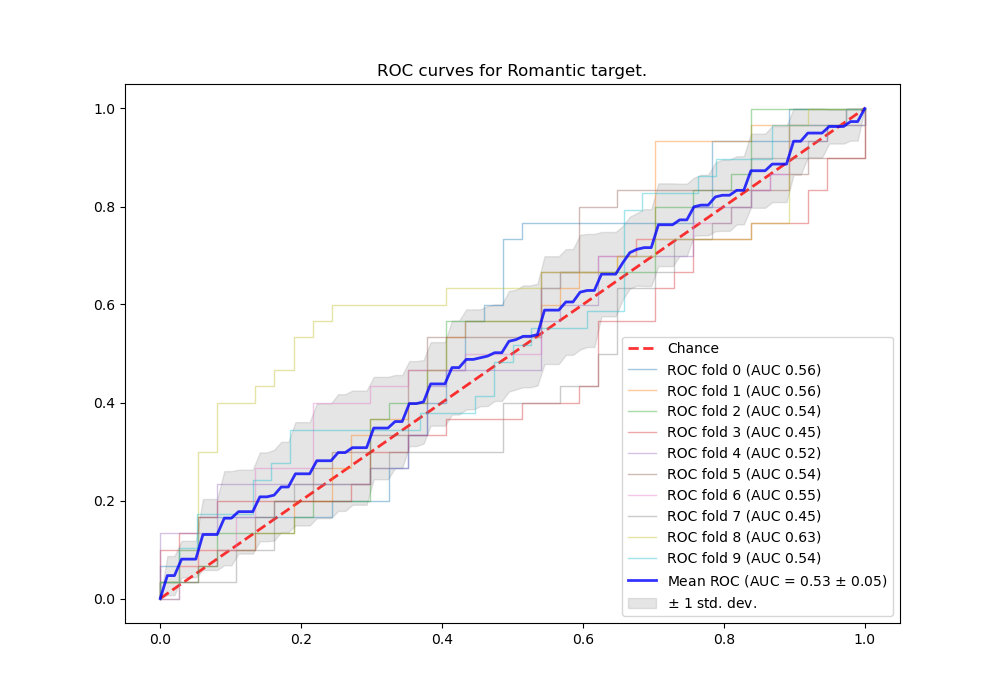 ROC curves for Romantic target.
1.0
0.8
0.6
0.4
0.2
0.0
0.0 0.2 0.4 0.6 0.8 1.0
Chance
ROC fold 0 (AUC 0.56)
ROC fold 1 (AUC 0.56)
ROC fold 2 (AUC 0.54)
ROC fold 3 (AUC 0.45)
ROC fold 4 (AUC 0.52)
ROC fold 5 (AUC 0.54)
ROC fold 6 (AUC 0.55)
ROC fold 7 (AUC 0.45)
ROC fold 8 (AUC 0.63)
ROC fold 9 (AUC 0.54)
Mean ROC (AUC = 0.53 ± 0.05)
± 1 std. dev.